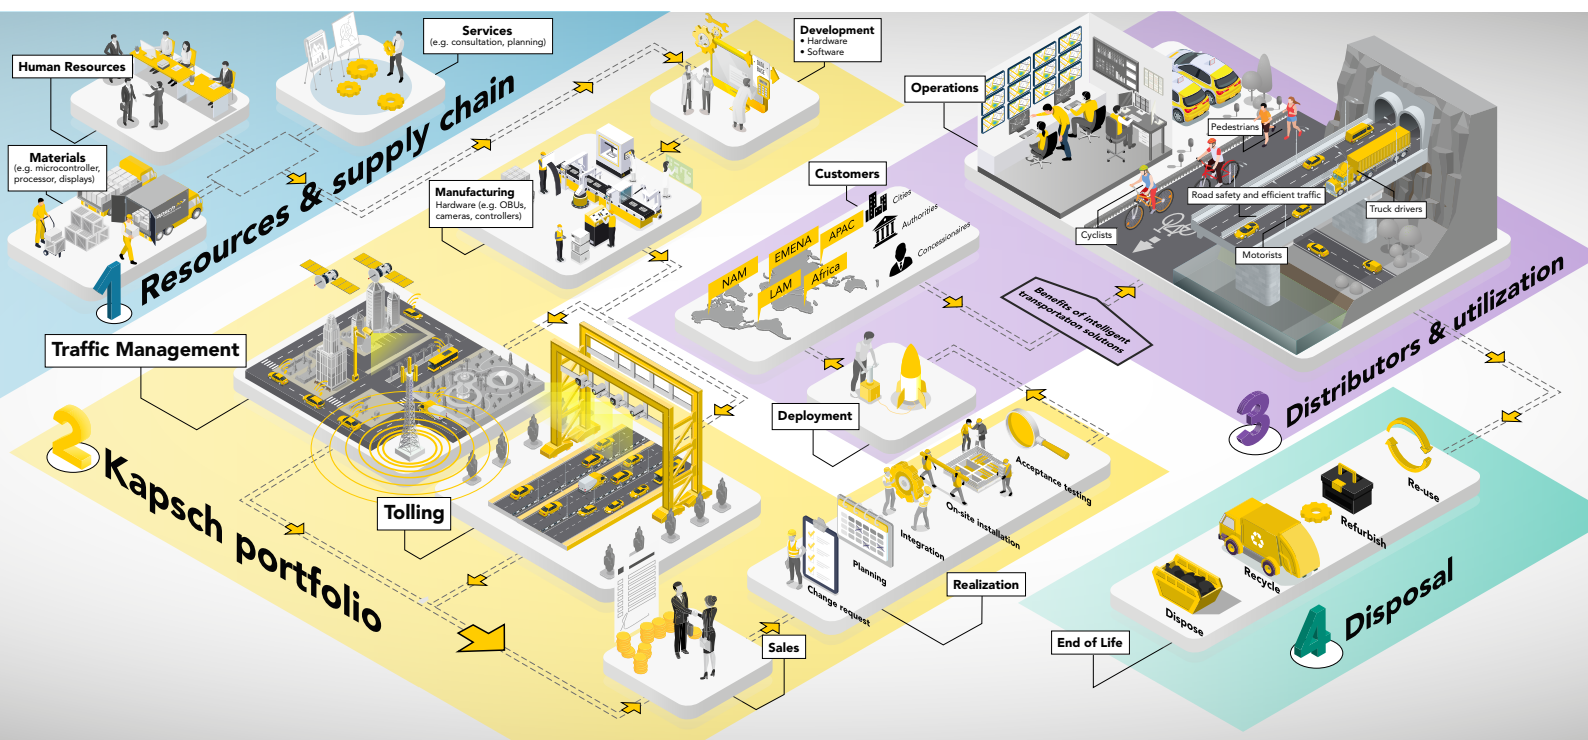 Human Resources
Services
(e.g. consultation, planning)
Materials
(e.g. microcontroller,
processor, displays)
1
Resources & supply chain
Development
• Hardware
• Software
Manufacturing
Hardware (e.g. OBUs,
cameras, controllers)
Traffic Management
2
Kapsch portfolio
Tolling
Sales
Realization
Change request
Planning
Integration
On-site installation
Acceptance testing
Deployment
Customers
NAM
EMENA
APAC
LAM
Africa
Cities
Authorities
Concessionaires
Benefits of intelligent
transportation solutions
Operations
Pedestrians
Road safety and efficient traffic
Truck drivers
Cyclists
Motorists
3
Distributors & utilization
End of Life
Dispose
Recycle
Refurbish
Re-use
4
Disposal